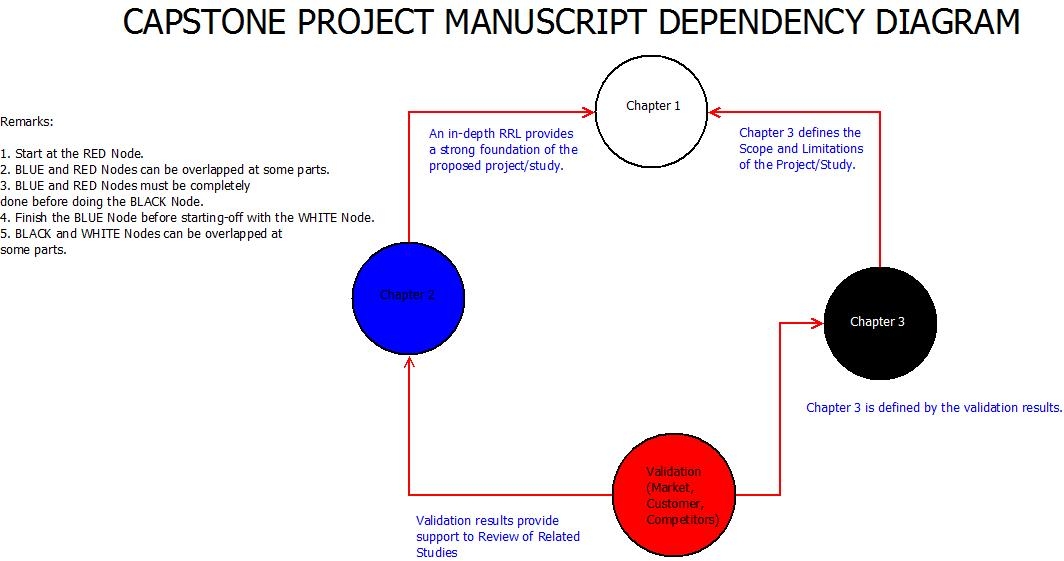 CAPSTONE PROJECT MANUSCRIPT DEPENDENCY DIAGRAM
Chapter 1
Remarks:
1. Start at the RED Node.
2. BLUE and RED Nodes can be overlapped at some parts.
3. BLUE and RED Nodes must be completely
done before doing the BLACK Node.
4. Finish the BLUE Node before starting-off with the WHITE Node.
5. BLACK and WHITE Nodes can be overlapped at
some parts.
An in-depth RRL provides
a strong foundation of the
proposed project/study.
Chapter 3 defines the
Scope and Limitations
of the Project/Study.
Chapter 2
Chapter 3
Chapter 3 is defined by the validation results.
Validation
(Market,
Customer,
Competitors)
Validation results provide
support to Review of Related
Studies